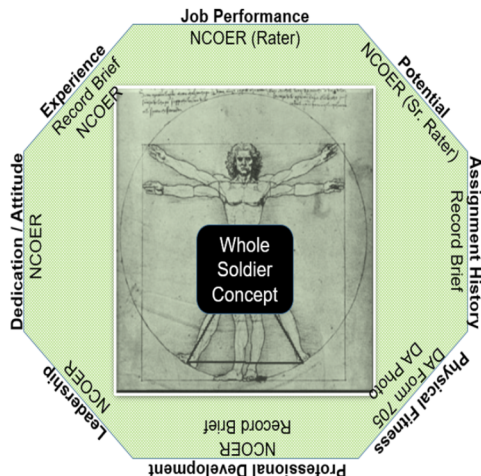 Job Performance
NCOER (Rater)
Potential
NCOER (Sr. Rater)
Assignment History
Record Brief
Physical Fitness
DA Form 705
DA Photo
Professional Development
NCOER
Record Brief
Leadership
NCOER
Dedication / Attitude
NCOER
Experience
Record Brief
NCOER
Whole
Soldier
Concept